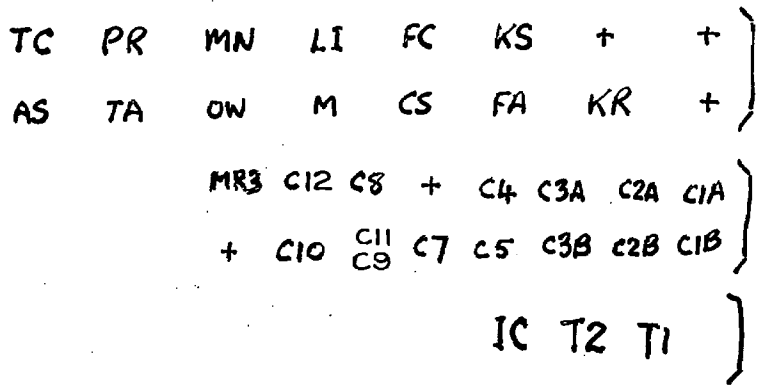 TC PR MN LI FC KS + + )
AS TA OW M CS FA KR +
MR3 C12 C8 + C4 C3A C2A C1A )
+ C10 C11 C9 C7 C5 C3B C2B C1B
IC T2 T1 )